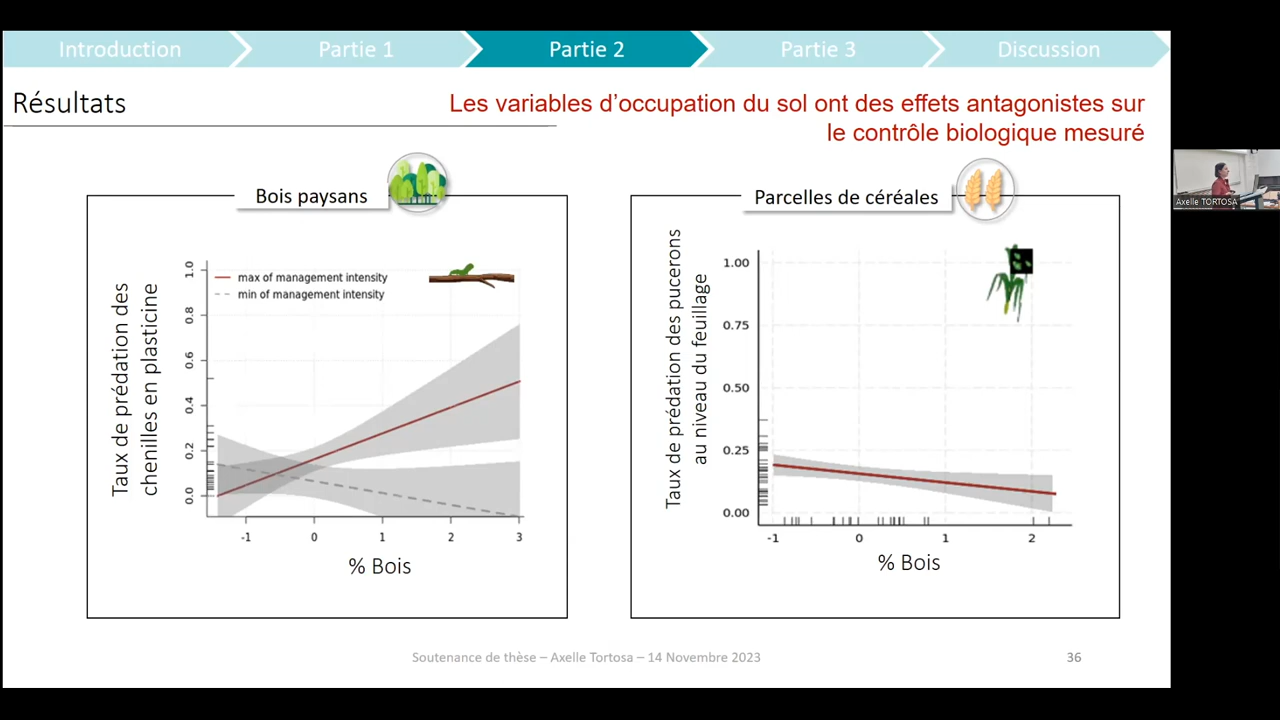 Introduction
Partie 1
Partie 2
Partie 3
Discussion
Résultats
Les variables d'occupation du sol ont des effets antagonistes sur
le contrôle biologique mesuré
Bois paysans
Taux de prédation des
chenilles en plasticine
max of management intensity
min of management intensity
1.0
0.8
0.6
0.4
0.2
0.0
-1 0 1 2 3
% Bois
Parcelles de céréales
Taux de prédation des pucerons
au niveau du feuillage
1.00
0.75
0.50
0.25
0.00
-1 0 1 2
% Bois
Soutenance de thèse – Axelle Tortosa – 14 Novembre 2023
36
Axelle TORTOSA